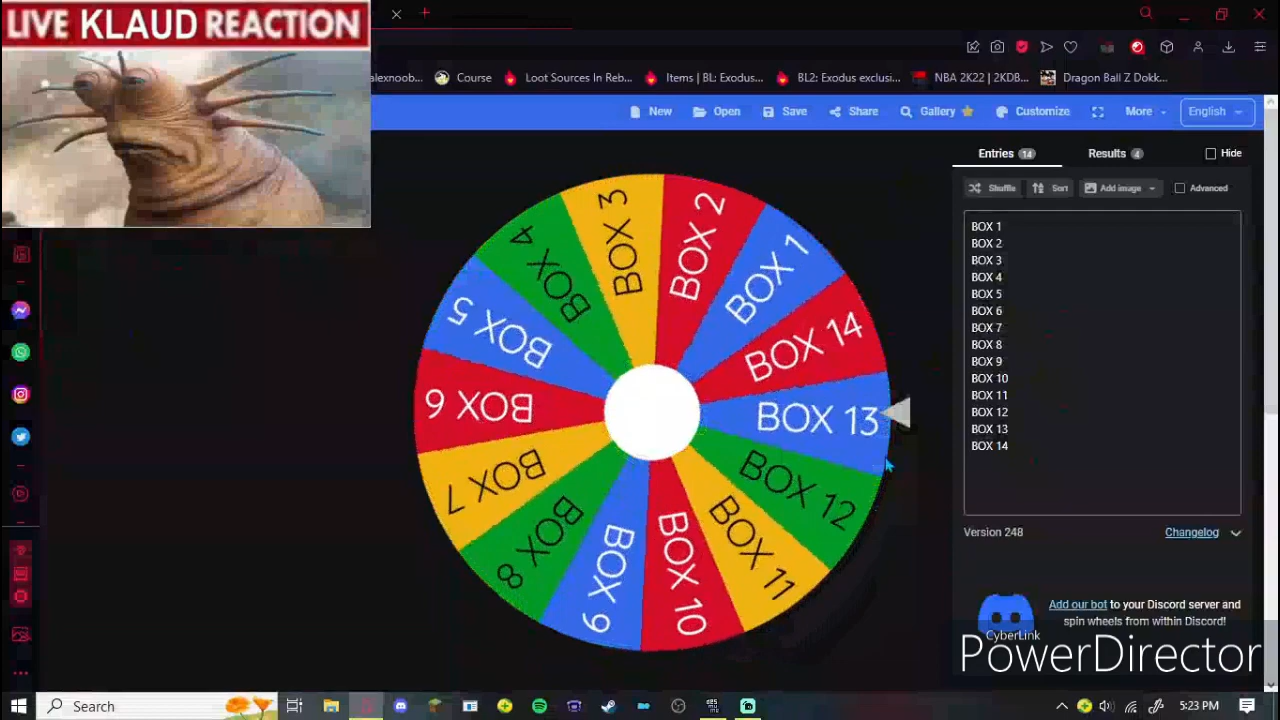 LIVE KLAUD REACTION
alexnoob...
Course
Loot Sources In Reb...
Items | BL: Exodus...
BL2: Exodus exclusi...
NBA 2K22 | 2KDB...
Dragon Ball Z Dokk...
New
Open
Save
Share
Gallery
Customize
More
English
Entries 14
Results 4
Hide
Shuffle
Sort
Add image
Advanced
BOX 1
BOX 2
BOX 3
BOX 4
BOX 5
BOX 6
BOX 7
BOX 8
BOX 9
BOX 10
BOX 11
BOX 12
BOX 13
BOX 14
BOX 1
BOX 2
BOX 3
BOX 4
BOX 5
BOX 6
BOX 7
BOX 8
BOX 9
BOX 10
BOX 11
BOX 12
BOX 13
BOX 14
Version 248
Changelog
Add our bot to your Discord server and
spin wheels from within Discord!
CyberLink
PowerDirector
Search
5:23 PM